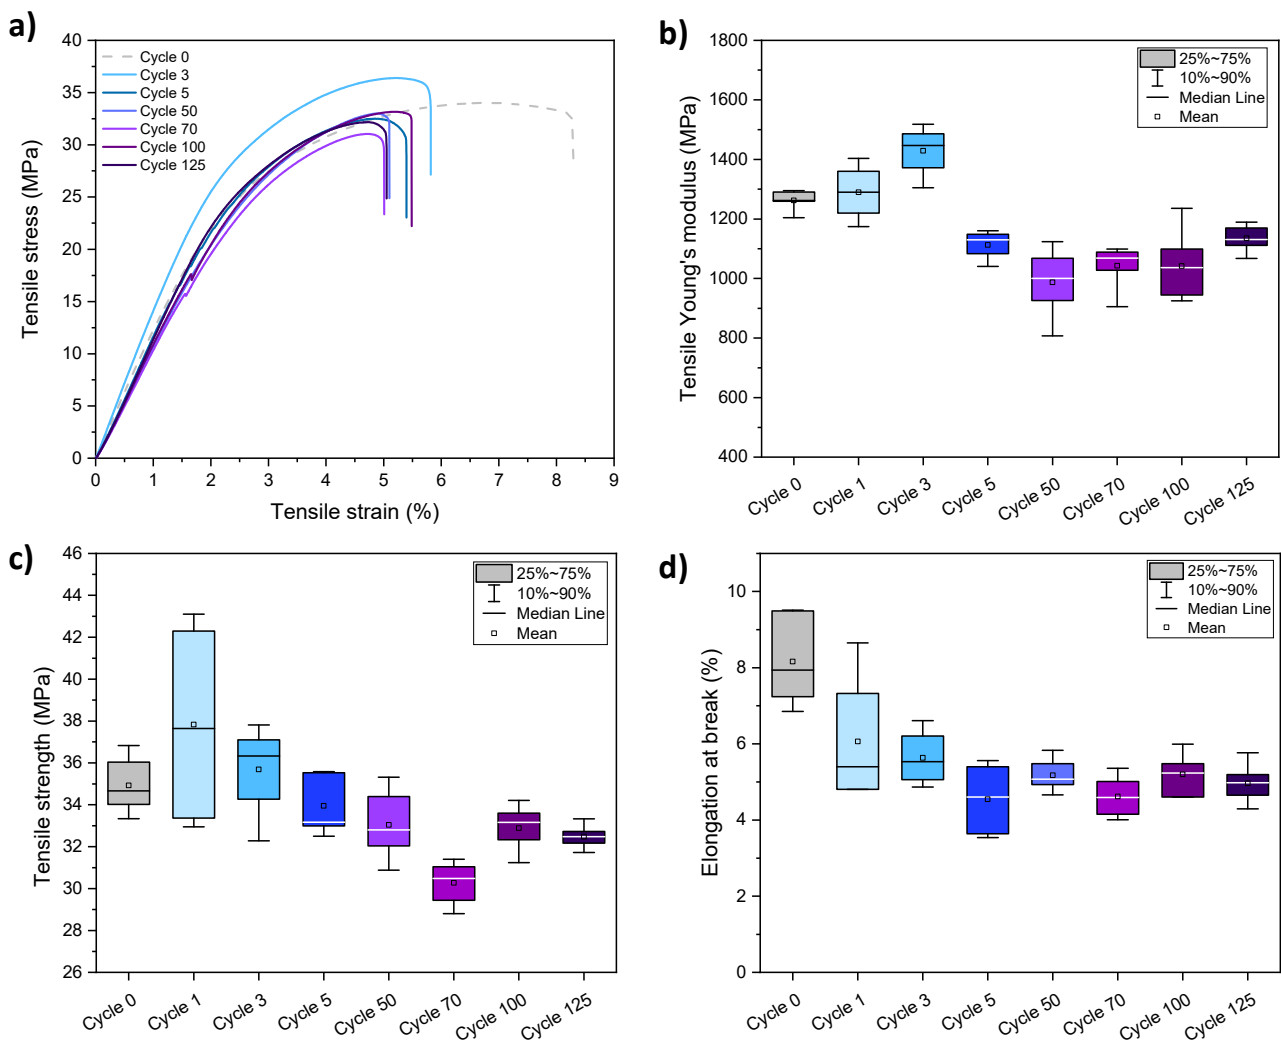 a)
40
35
30
25
20
15
10
5
0
Tensile stress (MPa)
Cycle 0
Cycle 3
Cycle 5
Cycle 50
Cycle 70
Cycle 100
Cycle 125
0 1 2 3 4 5 6 7 8 9
Tensile strain (%)
b)
1800
1600
1400
1200
1000
800
600
400
Tensile Young's modulus (MPa)
25%~75%
10%~90%
Median Line
Mean
Cycle 0
Cycle 1
Cycle 3
Cycle 5
Cycle 50
Cycle 70
Cycle 100
Cycle 125
c)
46
44
42
40
38
36
34
32
30
28
26
Tensile strength (MPa)
25%~75%
10%~90%
Median Line
Mean
Cycle 0
Cycle 1
Cycle 3
Cycle 5
Cycle 50
Cycle 70
Cycle 100
Cycle 125
d)
10
8
6
4
2
0
Elongation at break (%)
25%~75%
10%~90%
Median Line
Mean
Cycle 0
Cycle 1
Cycle 3
Cycle 5
Cycle 50
Cycle 70
Cycle 100
Cycle 125